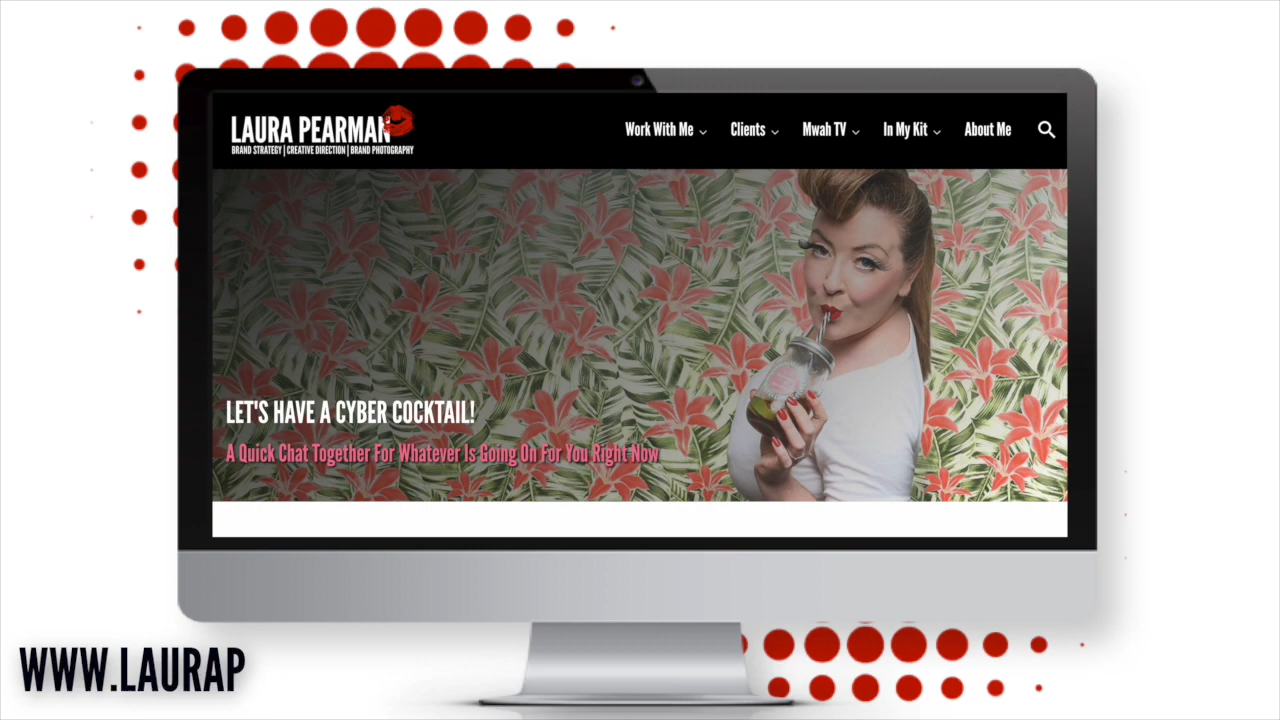 LAURA PEARMAN
BRAND STRATEGY | CREATIVE DIRECTION | BRAND PHOTOGRAPHY
Work With Me
Clients
Mwah TV
In My Kit
About Me
LET'S HAVE A CYBER COCKTAIL!
A Quick Chat Together For Whatever Is Going On For You Right Now
WWW.LAURAP